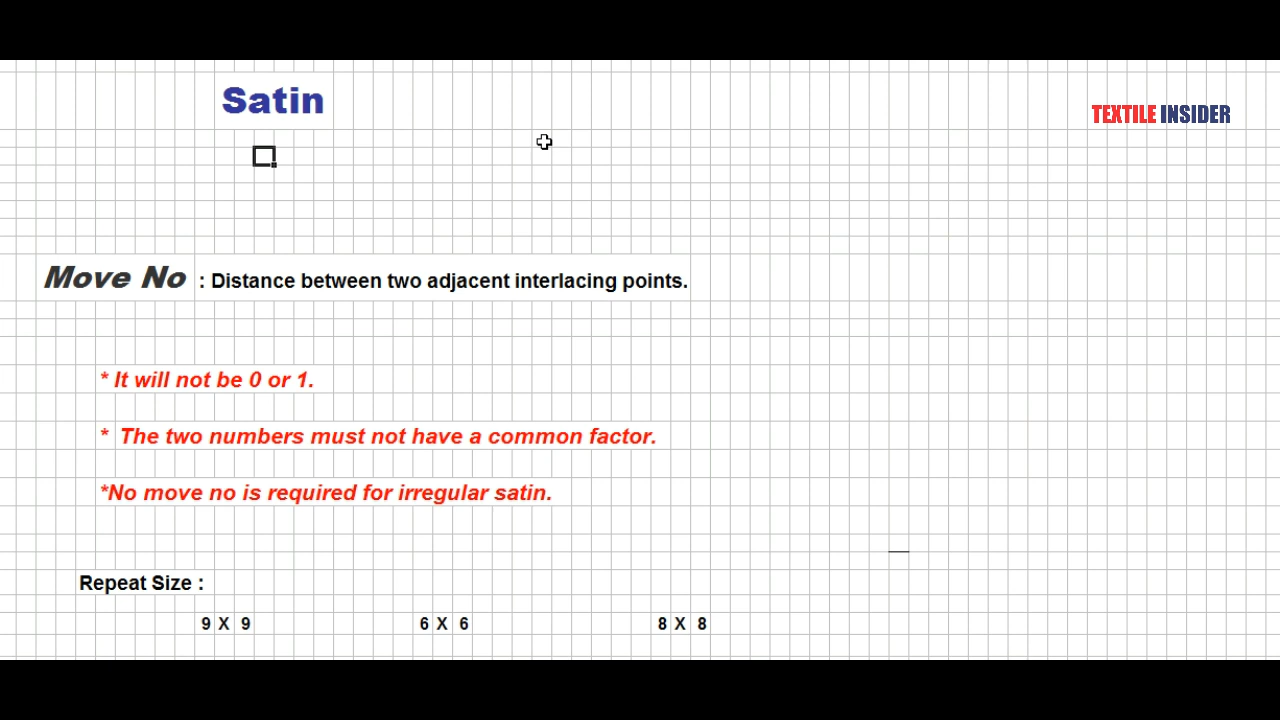 Satin
TEXTILE INSIDER
Move No : Distance between two adjacent interlacing points.
* It will not be 0 or 1.
* The two numbers must not have a common factor.
*No move no is required for irregular satin.
Repeat Size :
9 X 9 6 X 6 8 X 8